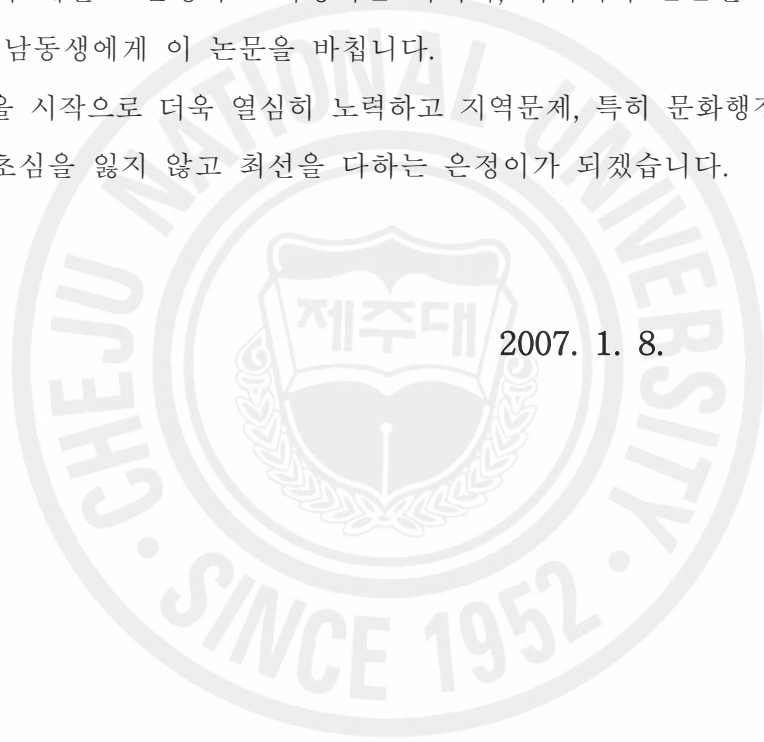 남동생에게 이 논문을 바칩니다.
을 시작으로 더욱 열심히 노력하고 지역문제, 특히 문화행정
초심을 잃지 않고 최선을 다하는 은정이가 되겠습니다.
2007. 1. 8.
CHEJU NATIONAL UNIVERSITY
제주대
SINCE 1952